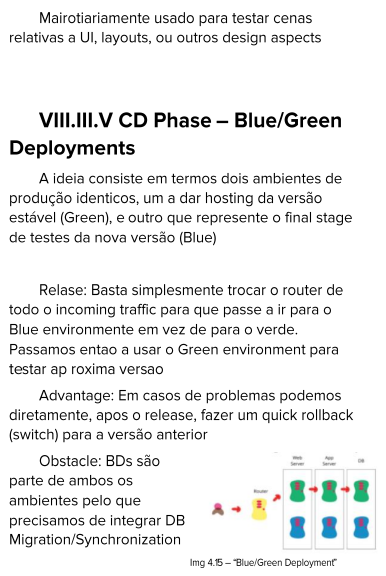 Mairotiariamente usado para testar cenas
relativas a UI, layouts, ou outros design aspects
VIII.III.V CD Phase – Blue/Green
Deployments
A ideia consiste em termos dois ambientes de
produção identicos, um a dar hosting da versão
estável (Green), e outro que represente o final stage
de testes da nova versão (Blue)
Relase: Basta simplesmente trocar o router de
todo o incoming traffic para que passe a ir para o
Blue environmente em vez de para o verde.
Passamos entao a usar o Green environment para
testar ap roxima versao
Advantage: Em casos de problemas podemos
diretamente, apos o release, fazer um quick rollback
(switch) para a versão anterior
Obstacle: BDs são
parte de ambos os
ambientes pelo que
precisamos de integrar DB
Migration/Synchronization
Web
Server
App
Server
DB
Router
Img 4.15 – “Blue/Green Deployment”